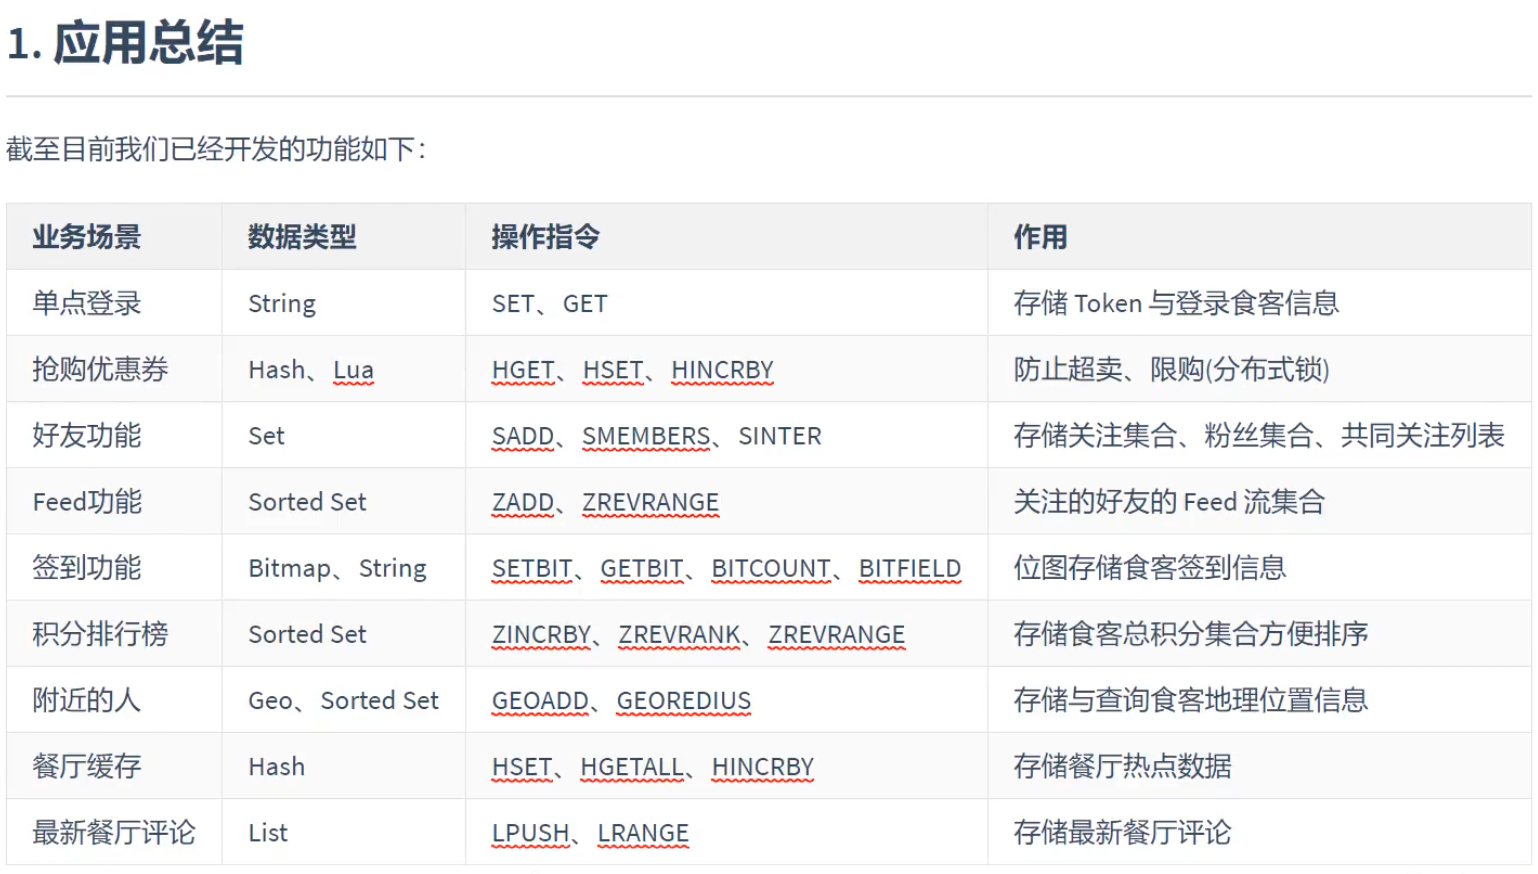 1. 应用总结
截至目前我们已经开发的功能如下：
业务场景 数据类型 操作指令 作用
单点登录 String SET、GET 存储 Token 与登录食客信息
抢购优惠券 Hash、Lua HGET、HSET、HINCRBY 防止超卖、限购(分布式锁)
好友功能 Set SADD、SMEMBERS、SINTER 存储关注集合、粉丝集合、共同关注列表
Feed功能 Sorted Set ZADD、ZREVRANGE 关注的好友的 Feed 流集合
签到功能 Bitmap、String SETBIT、GETBIT、BITCOUNT、BITFIELD 位图存储食客签到信息
积分排行榜 Sorted Set ZINCRBY、ZREVRANK、ZREVRANGE 存储食客总积分集合方便排序
附近的人 Geo、Sorted Set GEOADD、GEOREDIUS 存储与查询食客地理位置信息
餐厅缓存 Hash HSET、HGETALL、HINCRBY 存储餐厅热点数据
最新餐厅评论 List LPUSH、LRANGE 存储最新餐厅评论